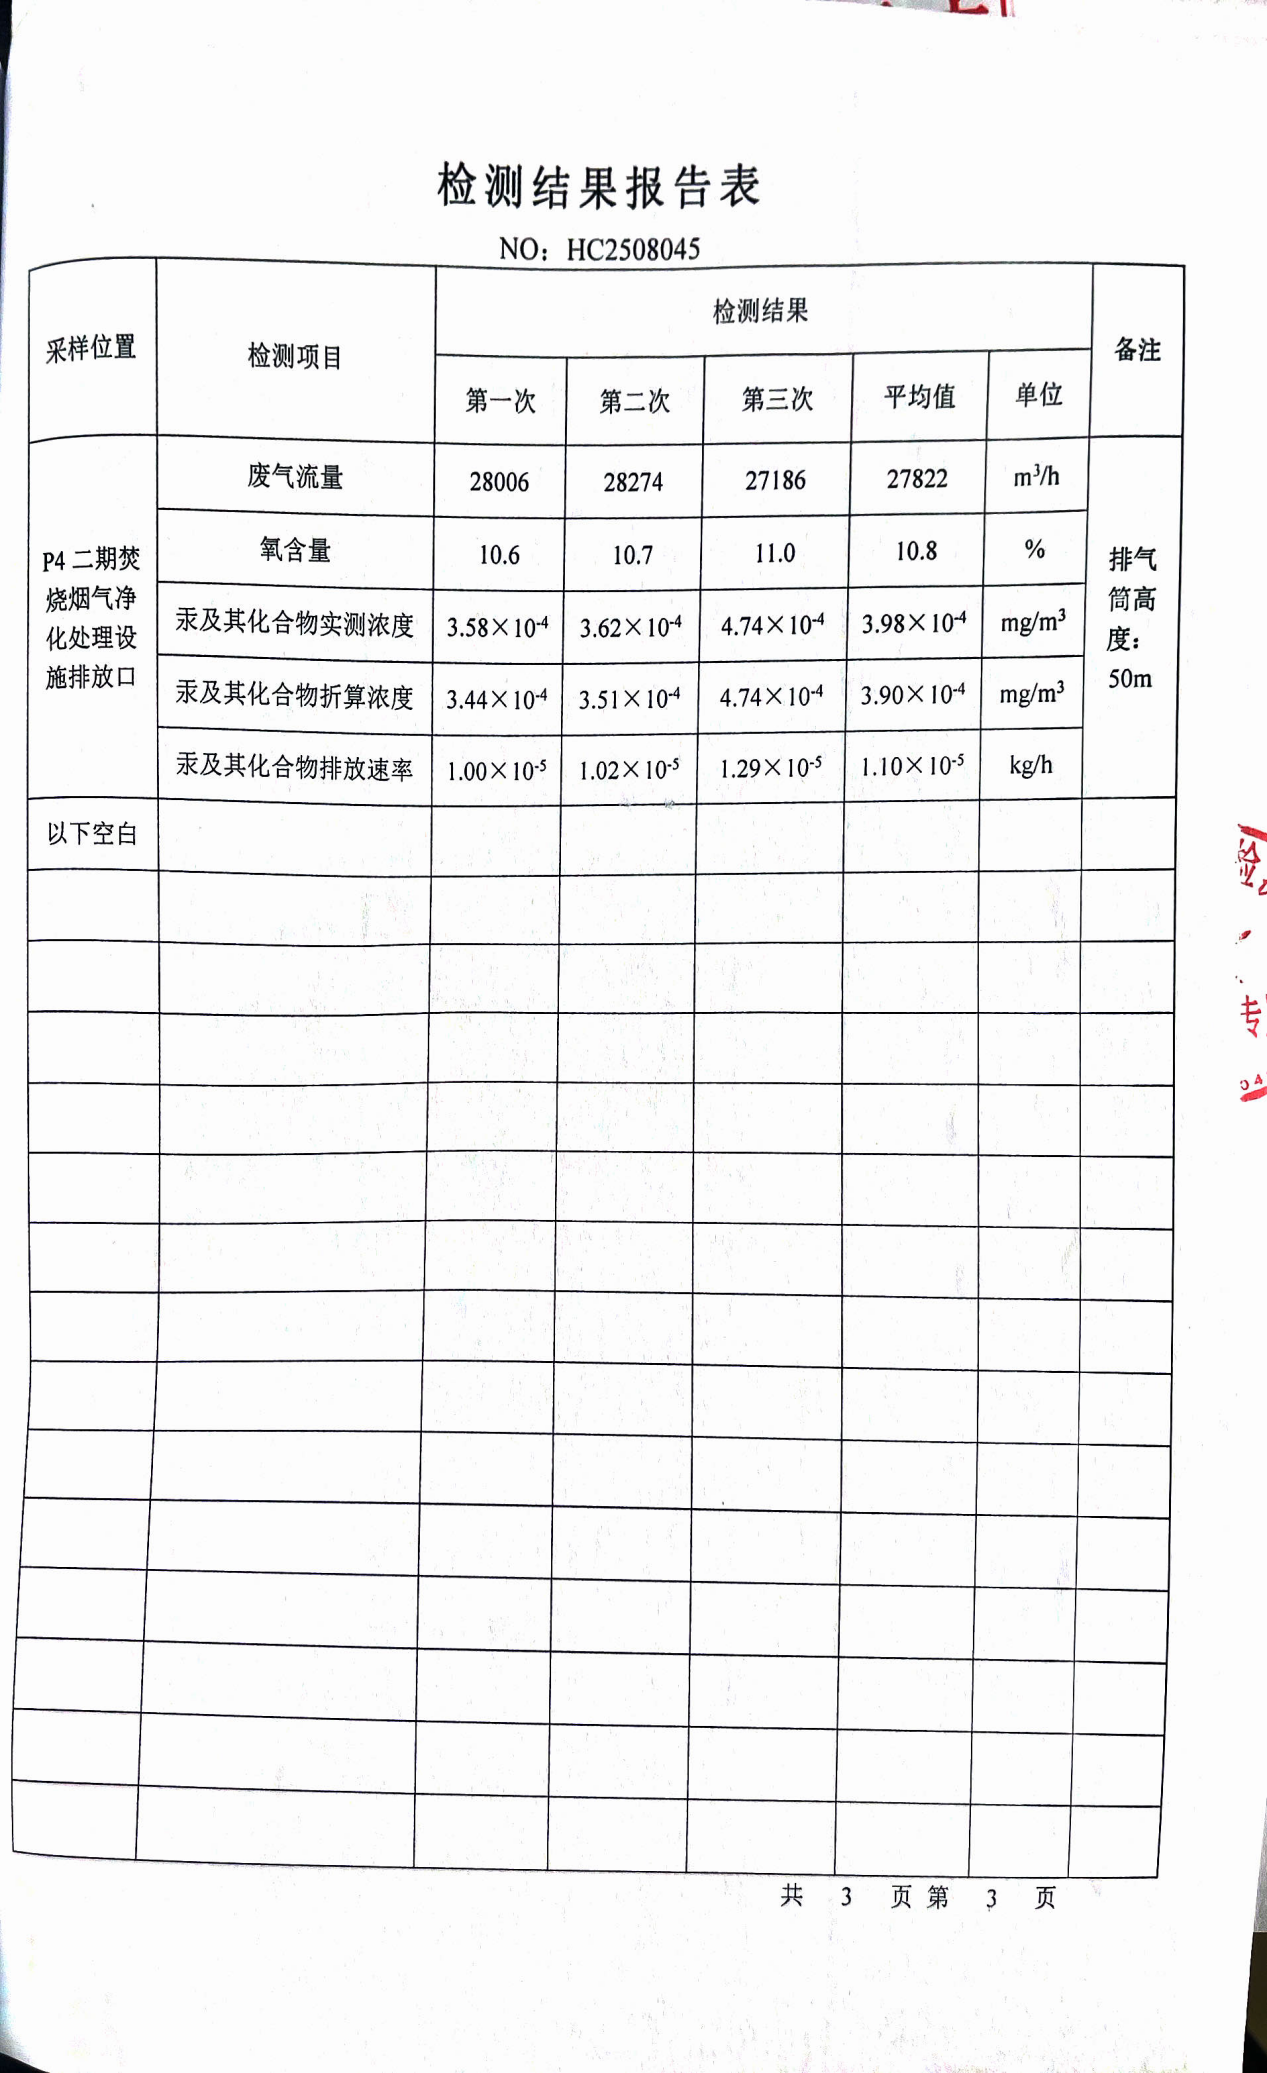 检测结果报告表
NO：HC2508045
采样位置 检测项目 检测结果 备注
第一次 第二次 第三次 平均值 单位
P4 二期焚
烧烟气净
化处理设
施排放口
废气流量 28006 28274 27186 27822 m³/h
氧含量 10.6 10.7 11.0 10.8 %
汞及其化合物实测浓度 3.58×10⁻⁴ 3.62×10⁻⁴ 4.74×10⁻⁴ 3.98×10⁻⁴ mg/m³
汞及其化合物折算浓度 3.44×10⁻⁴ 3.51×10⁻⁴ 4.74×10⁻⁴ 3.90×10⁻⁴ mg/m³
汞及其化合物排放速率 1.00×10⁻⁵ 1.02×10⁻⁵ 1.29×10⁻⁵ 1.10×10⁻⁵ kg/h
排气
筒高
度：
50m
以下空白
共 3 页 第 3 页
专